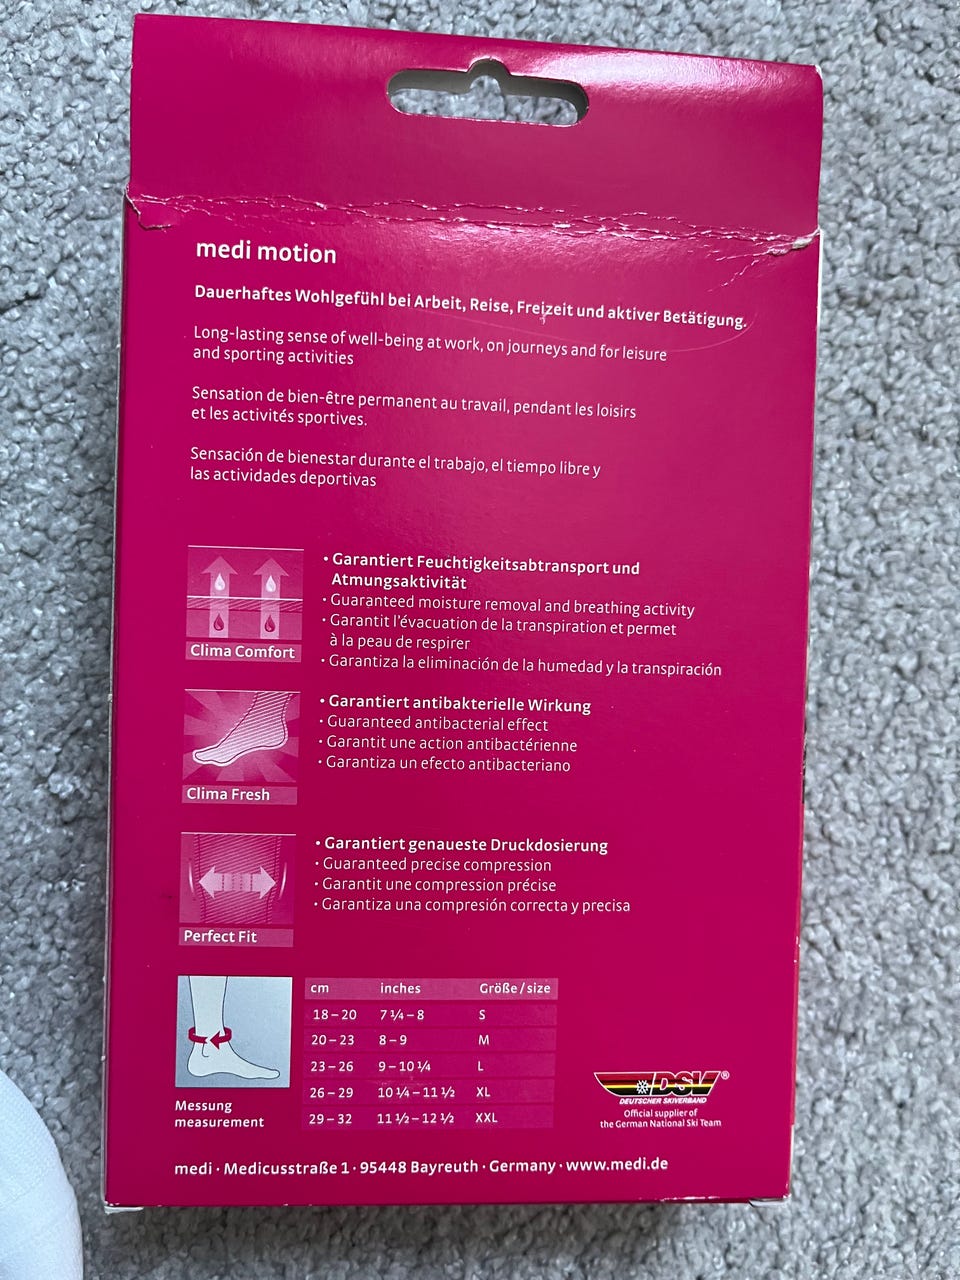 medi motion
Dauerhaftes Wohlgefühl bei Arbeit, Reise, Freizeit und aktiver Betätigung.
Long-lasting sense of well-being at work, on journeys and for leisure
and sporting activities
Sensation de bien-être permanent au travail, pendant les loisirs
et les activités sportives.
Sensación de bienestar durante el trabajo, el tiempo libre y
las actividades deportivas
Clima Comfort
• Garantiert Feuchtigkeitsabtransport und
Atmungsaktivität
• Guaranteed moisture removal and breathing activity
• Garantit l'évacuation de la transpiration et permet
à la peau de respirer
• Garantiza la eliminación de la humedad y la transpiración
Clima Fresh
• Garantiert antibakterielle Wirkung
• Guaranteed antibacterial effect
• Garantit une action antibactérienne
• Garantiza un efecto antibacteriano
Perfect Fit
• Garantiert genaueste Druckdosierung
• Guaranteed precise compression
• Garantit une compression précise
• Garantiza una compresión correcta y precisa
Messung
measurement
cm inches Größe/size
18–20 7 ¼–8 S
20–23 8–9 M
23–26 9–10 ¼ L
26–29 10 ¼–11 ½ XL
29–32 11 ½–12 ½ XXL
DSV®
DEUTSCHER SKIVERBAND
Official supplier of
the German National Ski Team
medi · Medicusstraße 1 · 95448 Bayreuth · Germany · www.medi.de